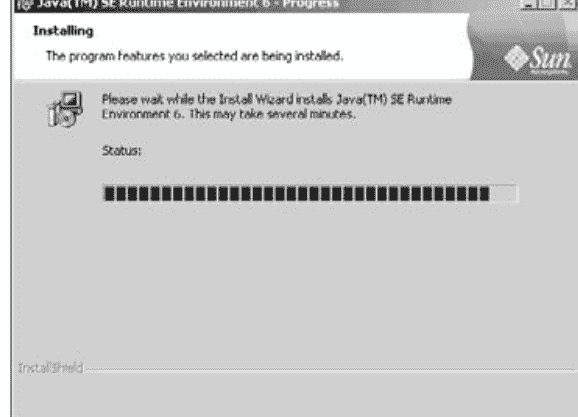 Java(TM) SE Runtime Environment 6 - Progress
Installing
The program features you selected are being installed.
Sun
Please wait while the Install Wizard installs Java(TM) SE Runtime
Environment 6. This may take several minutes.
Status:
InstallShield